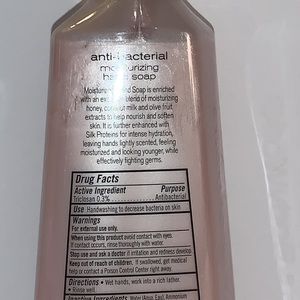 anti-bacterial
moisturizing
hand soap
Moisturizing Hand Soap is enriched
with an exclusive blend of moisturizing
honey, coconut milk and olive fruit
extracts to help nourish and soften
skin. It is further enhanced with
Silk Proteins for intense hydration,
leaving hands lightly scented, feeling
moisturized and looking younger, while
effectively fighting germs.
Drug Facts
Active Ingredient Purpose
Triclosan 0.3% Antibacterial
Use Handwashing to decrease bacteria on skin
Warnings
For external use only.
When using this product avoid contact with eyes.
If contact occurs, rinse thoroughly with water.
Stop use and ask a doctor if irritation and redness develop
Keep out of reach of children. If swallowed, get medical help
or Poison Control Center right away.
Directions • Wet hands, work into a rich lather.
• Rinse well.
Inactive Ingredients Water (Aqua, Eau), Ammonium